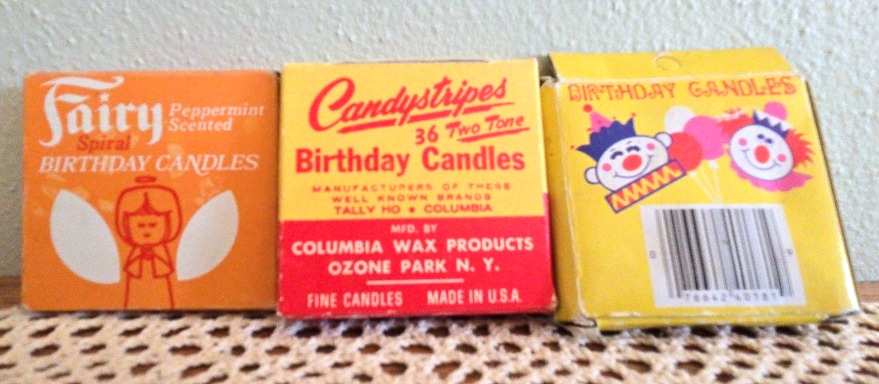 Fairy Peppermint
Scented
Spiral
BIRTHDAY CANDLES
Candystripes
36 Two Tone
Birthday Candles
MANUFACTURERS OF THESE
WELL KNOWN BRANDS
TALLY HO • COLUMBIA
MFD. BY
COLUMBIA WAX PRODUCTS
OZONE PARK N. Y.
FINE CANDLES MADE IN U.S.A.
BIRTHDAY CANDLES